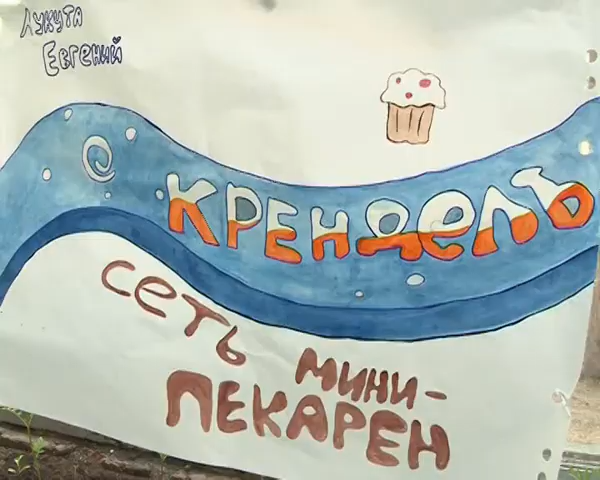 Лукута
Евгений
КРЕНДЕЛЬ
СЕТЬ МИНИ-
ПЕКАРЕН